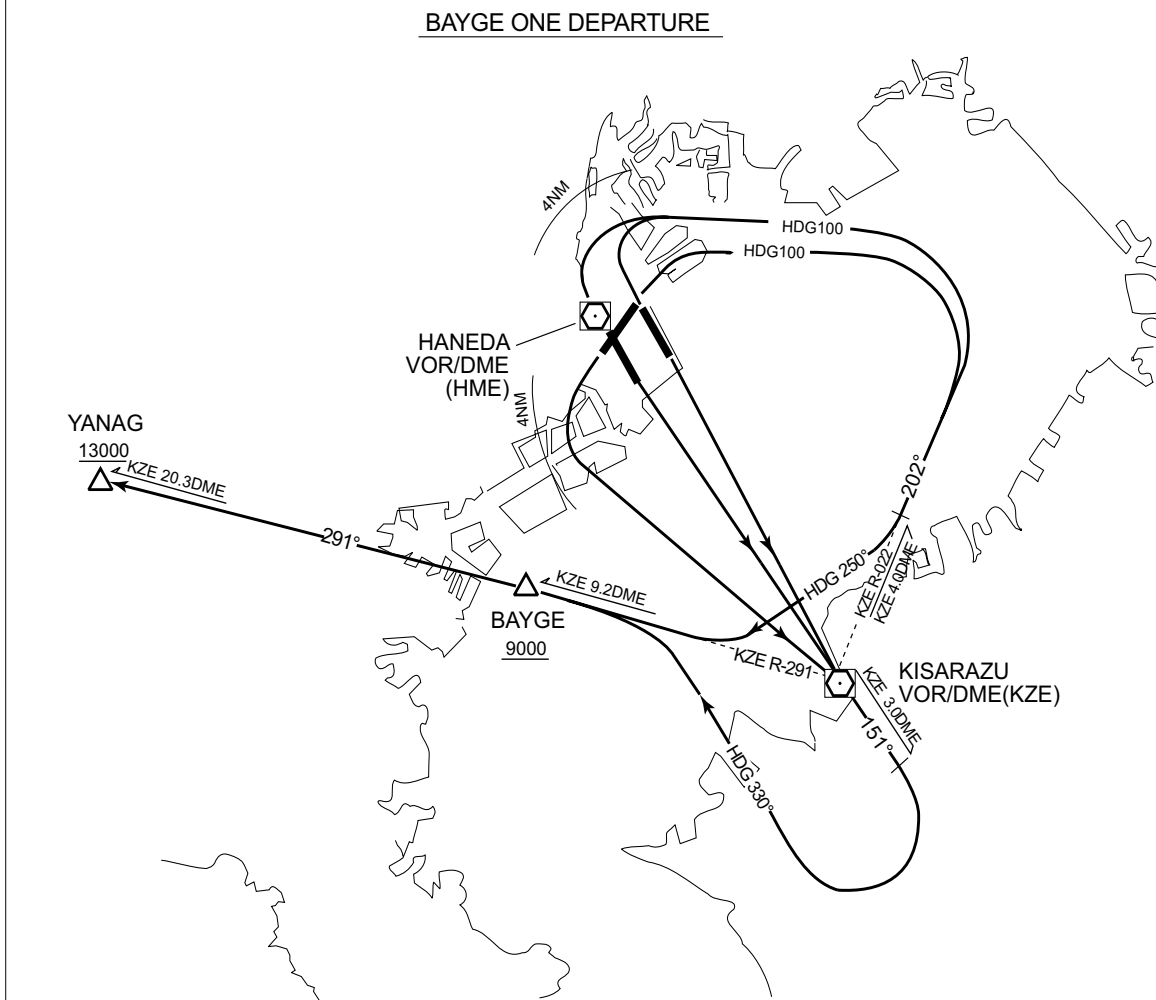 BAYGE ONE DEPARTURE
4NM
HDG100
HDG100
HANEDA
VOR/DME
(HME)
4NM
YANAG
13000
KZE 20.3DME
202°
291°
KZE R-022
KZE 4.0DME
HDG 250°
KZE 9.2DME
BAYGE
9000
KZE R-291
KISARAZU
VOR/DME(KZE)
KZE 3.0DME
151°
HDG 330°